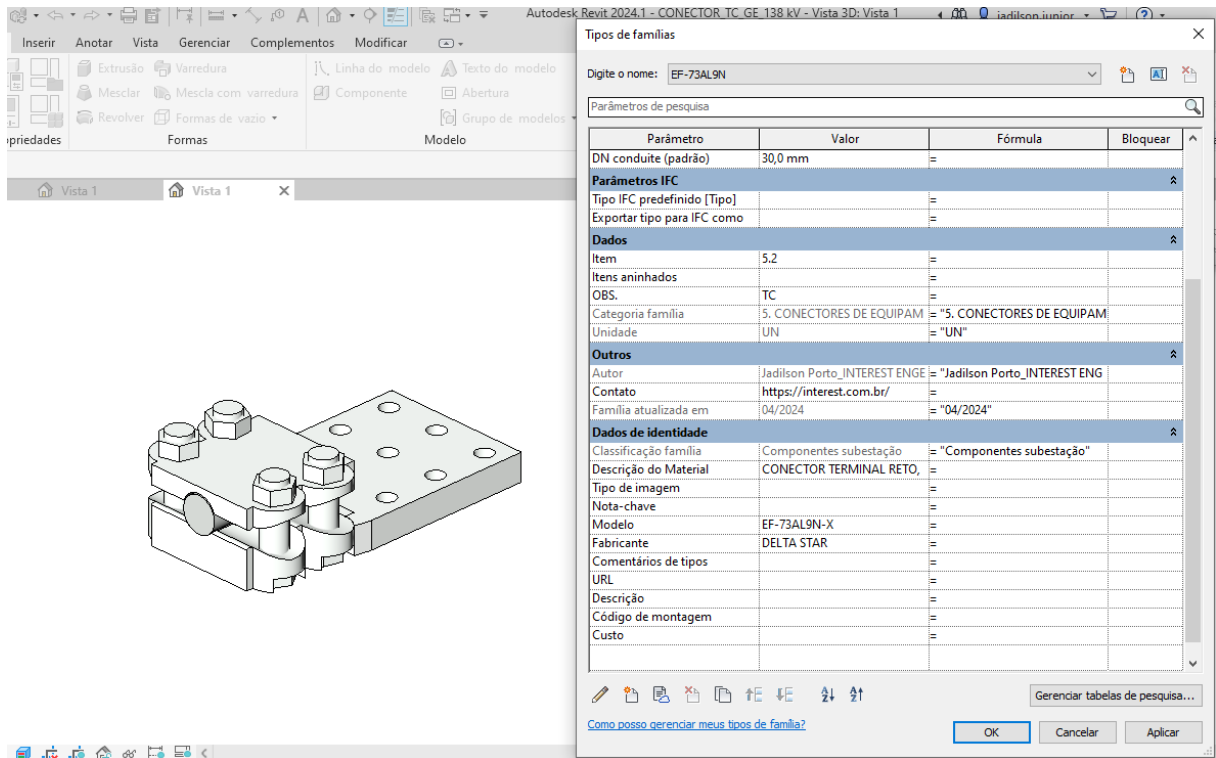 Autodesk Revit 2024.1 - CONECTOR_TC_GE_138 kV - Vista 3D: Vista 1
jadilson.junior
Inserir Anotar Vista Gerenciar Complementos Modificar
Extrusão Varredura Linha do modelo Texto do modelo
Mesclar Mescla com varredura Componente Abertura
Revolver Formas de vazio Grupo de modelos
opriedades Formas Modelo
Vista 1 Vista 1
Tipos de famílias
Digite o nome: EF-73AL9N
Parâmetros de pesquisa
Parâmetro Valor Fórmula Bloquear
DN conduite (padrão) 30,0 mm =
Parâmetros IFC
Tipo IFC predefinido [Tipo] =
Exportar tipo para IFC como =
Dados
Item 5.2 =
Itens aninhados =
OBS. TC =
Categoria família 5. CONECTORES DE EQUIPAM = "5. CONECTORES DE EQUIPAM
Unidade UN = "UN"
Outros
Autor Jadilson Porto_INTEREST ENGE = "Jadilson Porto_INTEREST ENG
Contato https://interest.com.br/ =
Família atualizada em 04/2024 = "04/2024"
Dados de identidade
Classificação família Componentes subestação = "Componentes subestação"
Descrição do Material CONECTOR TERMINAL RETO, =
Tipo de imagem =
Nota-chave =
Modelo EF-73AL9N-X =
Fabricante DELTA STAR =
Comentários de tipos =
URL =
Descrição =
Código de montagem =
Custo =
Gerenciar tabelas de pesquisa...
Como posso gerenciar meus tipos de família?
OK Cancelar Aplicar